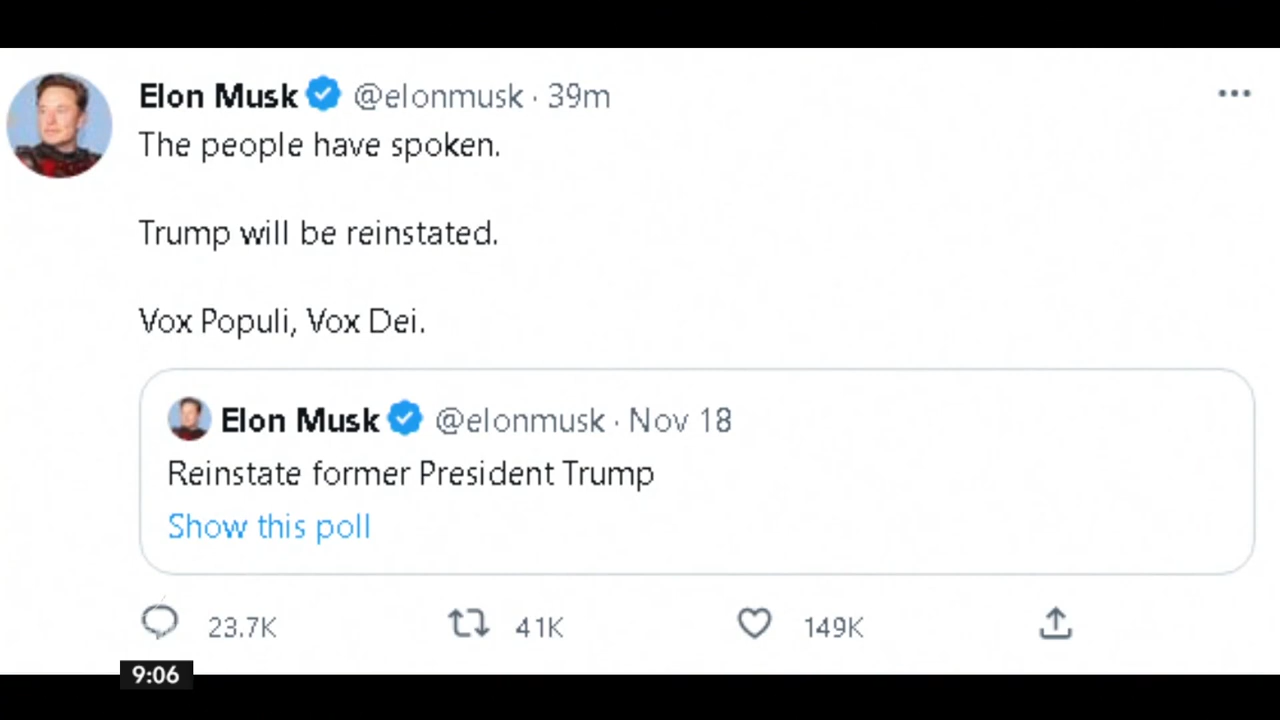 Elon Musk @elonmusk · 39m
The people have spoken.
Trump will be reinstated.
Vox Populi, Vox Dei.
Elon Musk @elonmusk · Nov 18
Reinstate former President Trump
Show this poll
23.7K 41K 149K
9:06